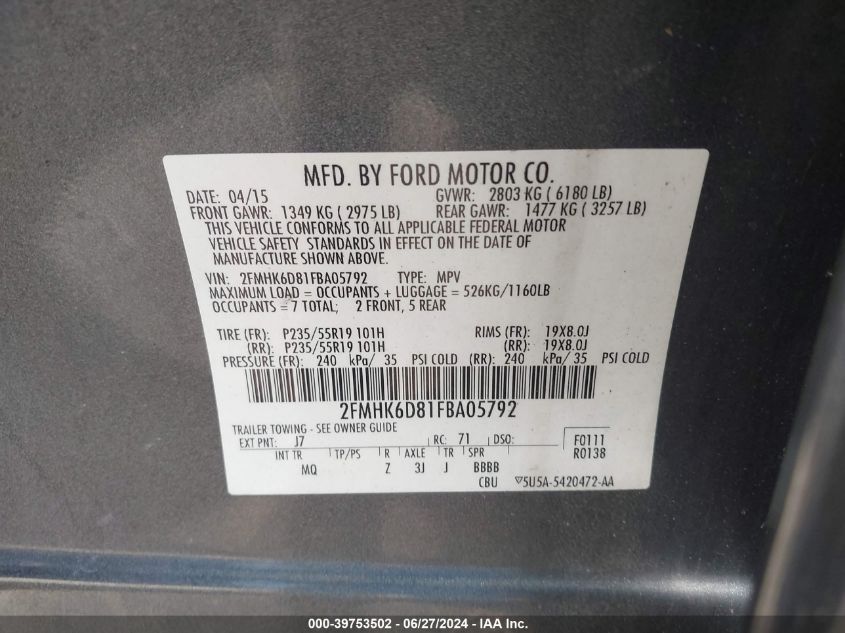 MFD. BY FORD MOTOR CO.
DATE: 04/15 GVWR: 2803 KG ( 6180 LB)
FRONT GAWR: 1349 KG ( 2975 LB) REAR GAWR: 1477 KG ( 3257 LB)
THIS VEHICLE CONFORMS TO ALL APPLICABLE FEDERAL MOTOR
VEHICLE SAFETY STANDARDS IN EFFECT ON THE DATE OF
MANUFACTURE SHOWN ABOVE.
VIN: 2FMHK6D81FBA05792 TYPE: MPV
MAXIMUM LOAD = OCCUPANTS + LUGGAGE = 526KG/1160LB
OCCUPANTS = 7 TOTAL; 2 FRONT, 5 REAR
TIRE (FR): P235/55R19 101H RIMS (FR): 19X8.0J
(RR): P235/55R19 101H (RR): 19X8.0J
PRESSURE (FR): 240 kPa/ 35 PSI COLD (RR): 240 kPa/ 35 PSI COLD
2FMHK6D81FBA05792
TRAILER TOWING - SEE OWNER GUIDE
EXT PNT: J7 RC: 71 DSO: F0111
INT TR TP/PS R AXLE TR SPR R0138
MQ Z 3J J BBBB
CBU ▽5U5A-5420472-AA
000-39753502 - 06/27/2024 - IAA Inc.